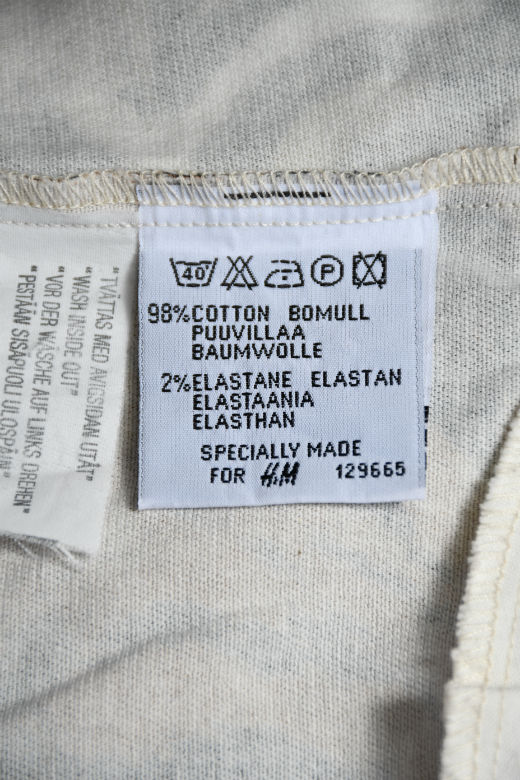 40 P
98%COTTON BOMULL
PUUVILLAA
BAUMWOLLE
2%ELASTANE ELASTAN
ELASTAANIA
ELASTHAN
SPECIALLY MADE
FOR H&M 129665
"TVÄTTAS MED AVIGSIDAN UTÅT"
"WASH INSIDE OUT"
"VOR DER WÄSCHE AUF LINKS DREHEN"
"PESTÄÄN SISÄPUOLI ULOSPÄIN"